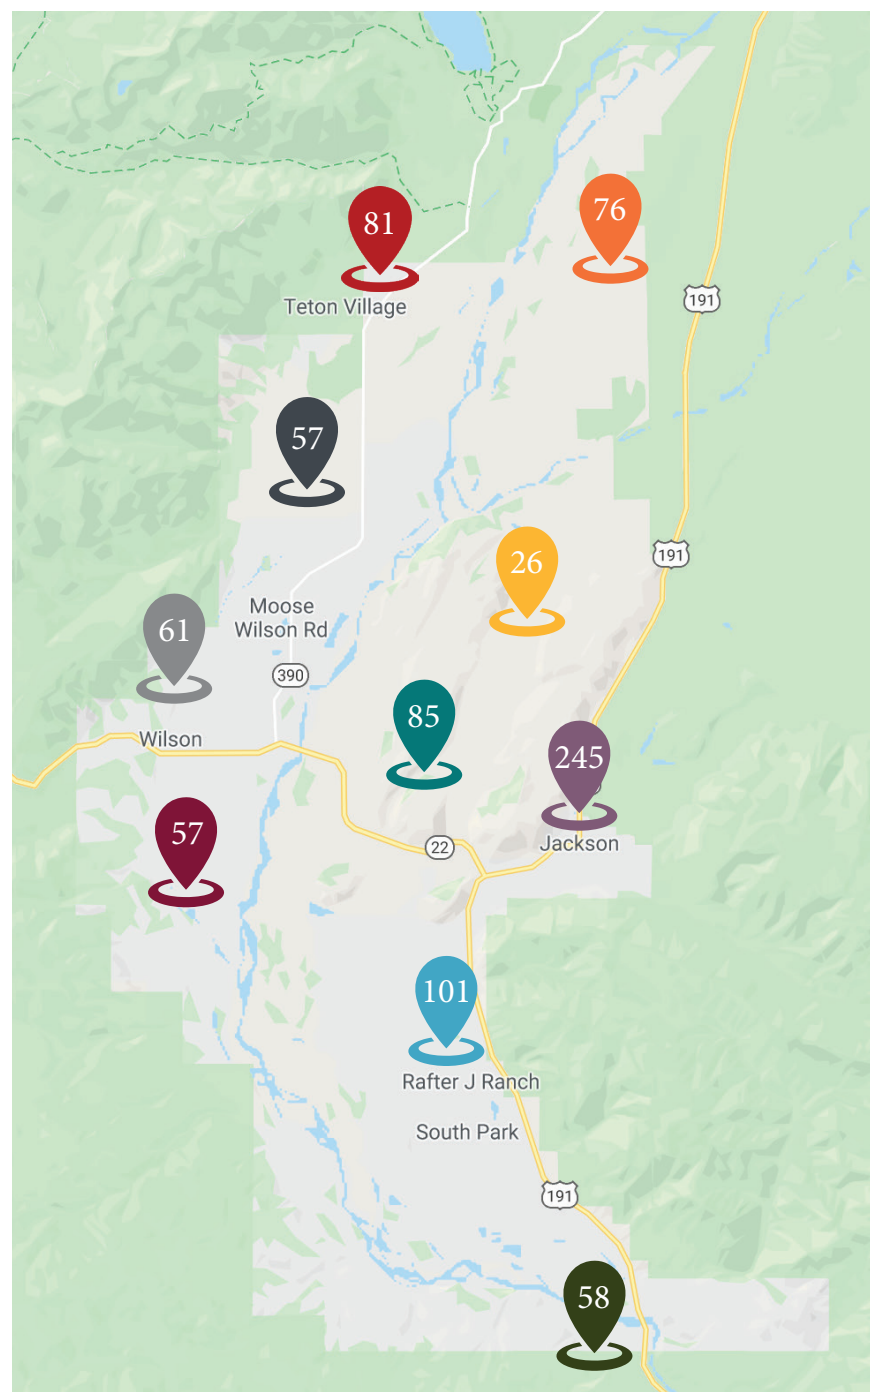 76
81
191
Teton Village
57
26
191
Moose
Wilson Rd
61
390
85
Wilson
245
57
22
Jackson
101
Rafter J Ranch
South Park
191
58